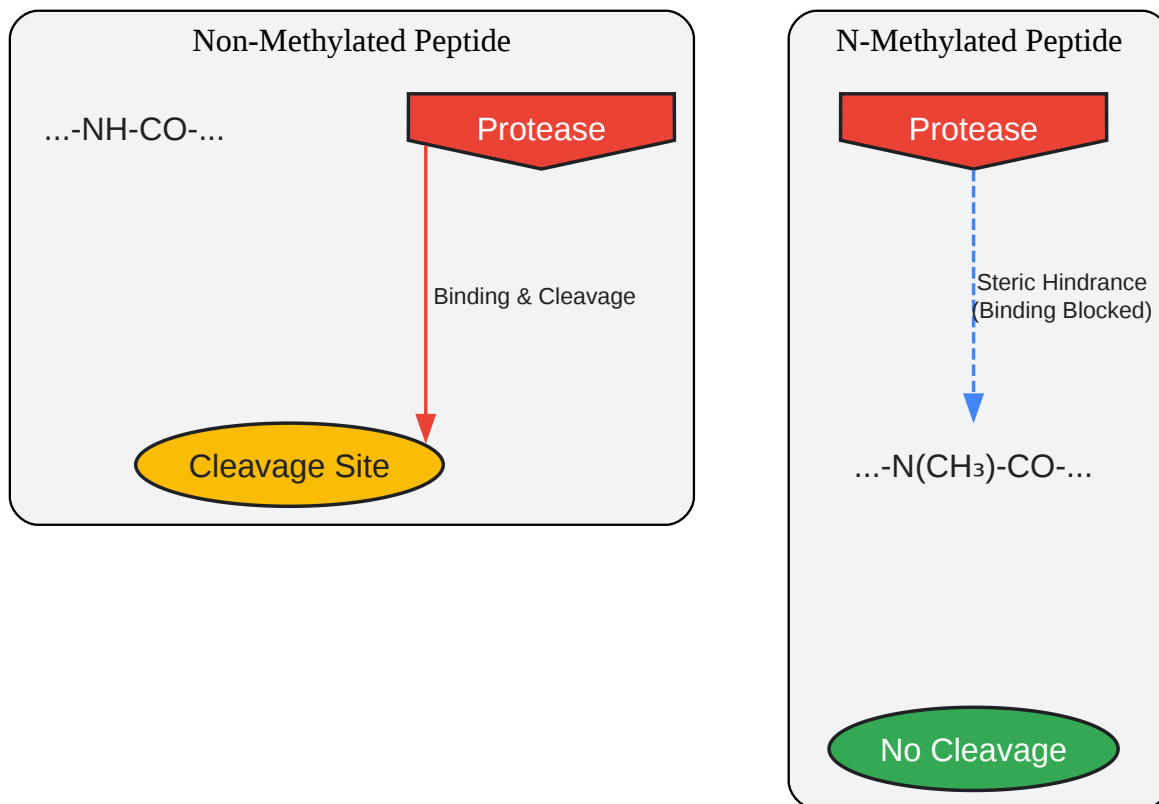 Non-Methylated Peptide
...-NH-CO-...
Protease
Binding & Cleavage
Cleavage Site
N-Methylated Peptide
Protease
Steric Hindrance
(Binding Blocked)
...-N(CH₃)-CO-...
No Cleavage